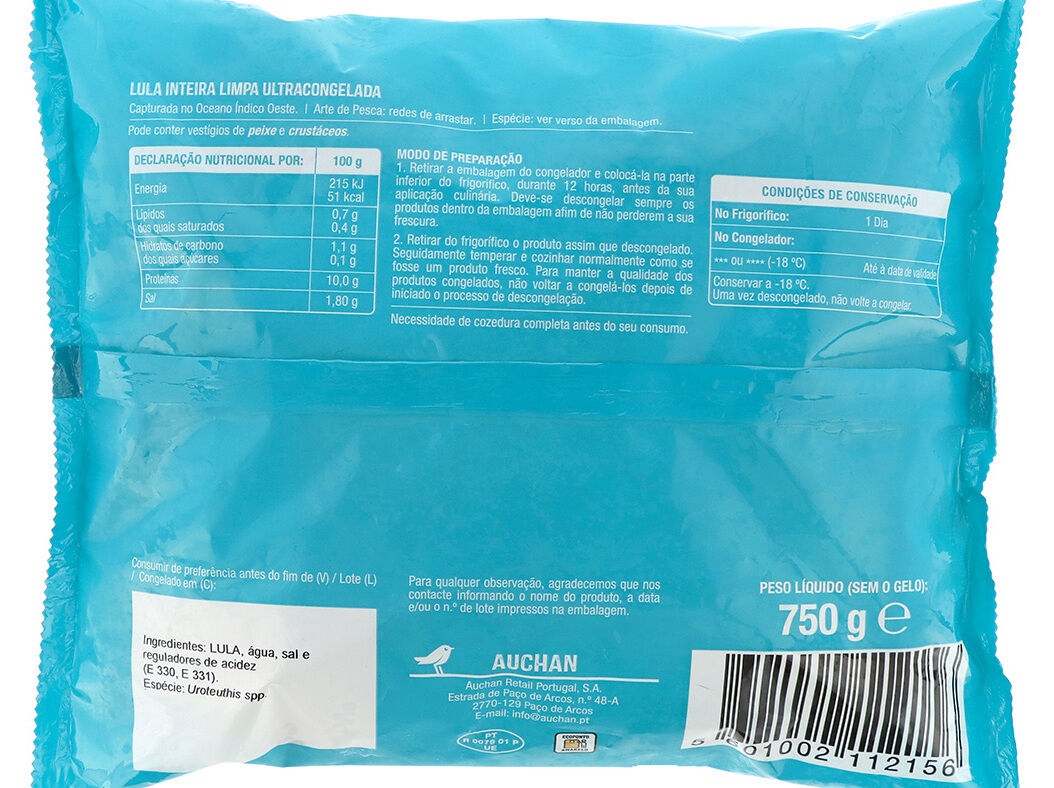 LULA INTEIRA LIMPA ULTRACONGELADA
Capturada no Oceano Índico Oeste. | Arte de Pesca: redes de arrastar. | Espécie: ver verso da embalagem.
Pode conter vestígios de peixe e crustáceos.
DECLARAÇÃO NUTRICIONAL POR: 100 g
Energia 215 kJ
51 kcal
Lípidos 0,7 g
dos quais saturados 0,4 g
Hidratos de carbono 1,1 g
dos quais açúcares 0,1 g
Proteínas 10,0 g
Sal 1,80 g
MODO DE PREPARAÇÃO
1. Retirar a embalagem do congelador e colocá-la na parte
inferior do frigorífico, durante 12 horas, antes da sua
aplicação culinária. Deve-se descongelar sempre os
produtos dentro da embalagem afim de não perderem a sua
frescura.
2. Retirar do frigorífico o produto assim que descongelado.
Seguidamente temperar e cozinhar normalmente como se
fosse um produto fresco. Para manter a qualidade dos
produtos congelados, não voltar a congelá-los depois de
iniciado o processo de descongelação.
Necessidade de cozedura completa antes do seu consumo.
CONDIÇÕES DE CONSERVAÇÃO
No Frigorífico: 1 Dia
No Congelador:
*** ou **** (-18 ºC) Até à data de validade
Conservar a -18 ºC.
Uma vez descongelado, não volte a congelar.
Consumir de preferência antes do fim de (V) / Lote (L)
/ Congelado em (C):
Ingredientes: LULA, água, sal e
reguladores de acidez
(E 330, E 331).
Espécie: Uroteuthis spp.
Para qualquer observação, agradecemos que nos
contacte informando o nome do produto, a data
e/ou o n.º de lote impressos na embalagem.
AUCHAN
Auchan Retail Portugal, S.A.
Estrada de Paço de Arcos, n.º 48-A
2770-129 Paço de Arcos
E-mail: info@auchan.pt
PT
R 0079 01 P
UE
ECOPONTO
AMARELO
PESO LÍQUIDO (SEM O GELO):
750 g e
5 601002 112156